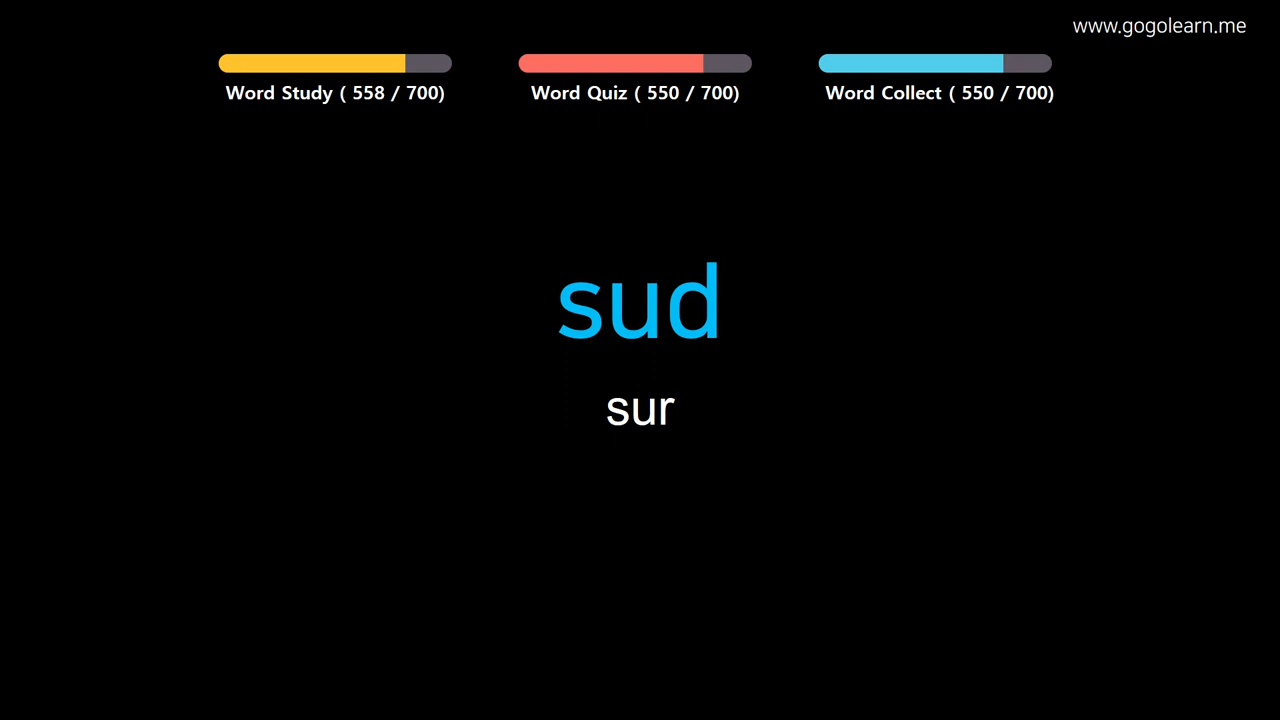 www.gogolearn.me
Word Study ( 558 / 700)
Word Quiz ( 550 / 700)
Word Collect ( 550 / 700)
sud
sur